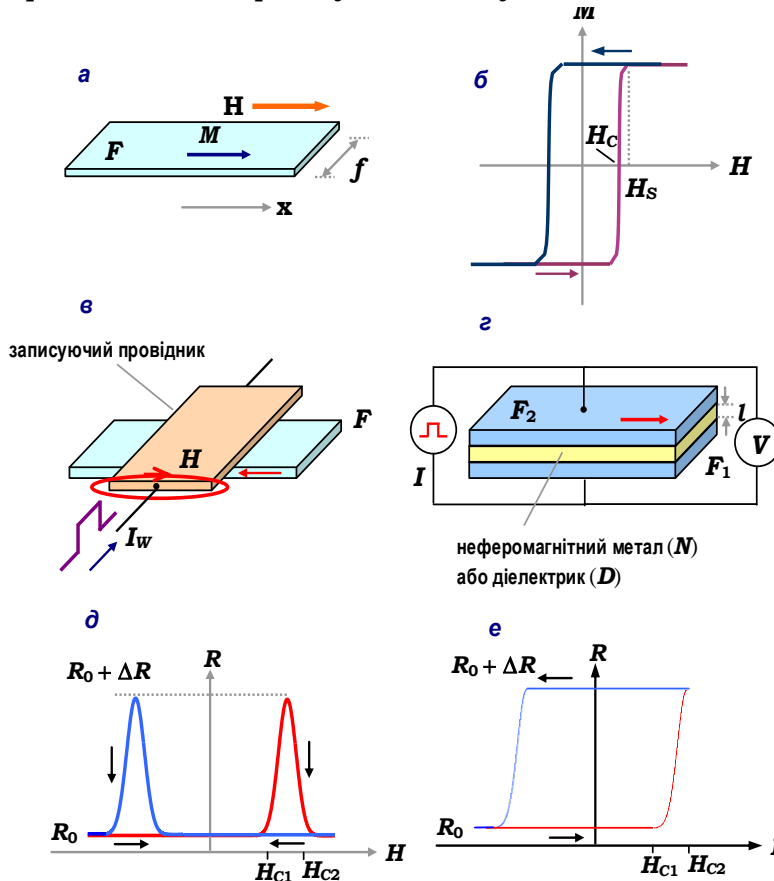 M
а
H
M
F
f
x
б
H_C
H_S
H
в
записуючий провідник
F
H
I_W
г
F_2
l
I
F_1
V
неферомагнітний метал (N)
або діелектрик (D)
д
R_0 + ΔR
R
R_0
H_C1
H_C2
H
е
R_0 + ΔR
R
R_0
H_C1
H_C2